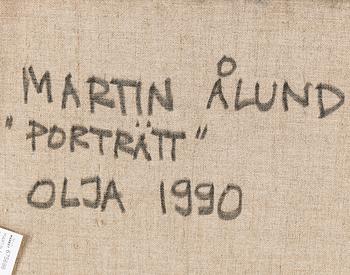 MARTIN ÅLUND
"PORTRÄTT"
OLJA 1990